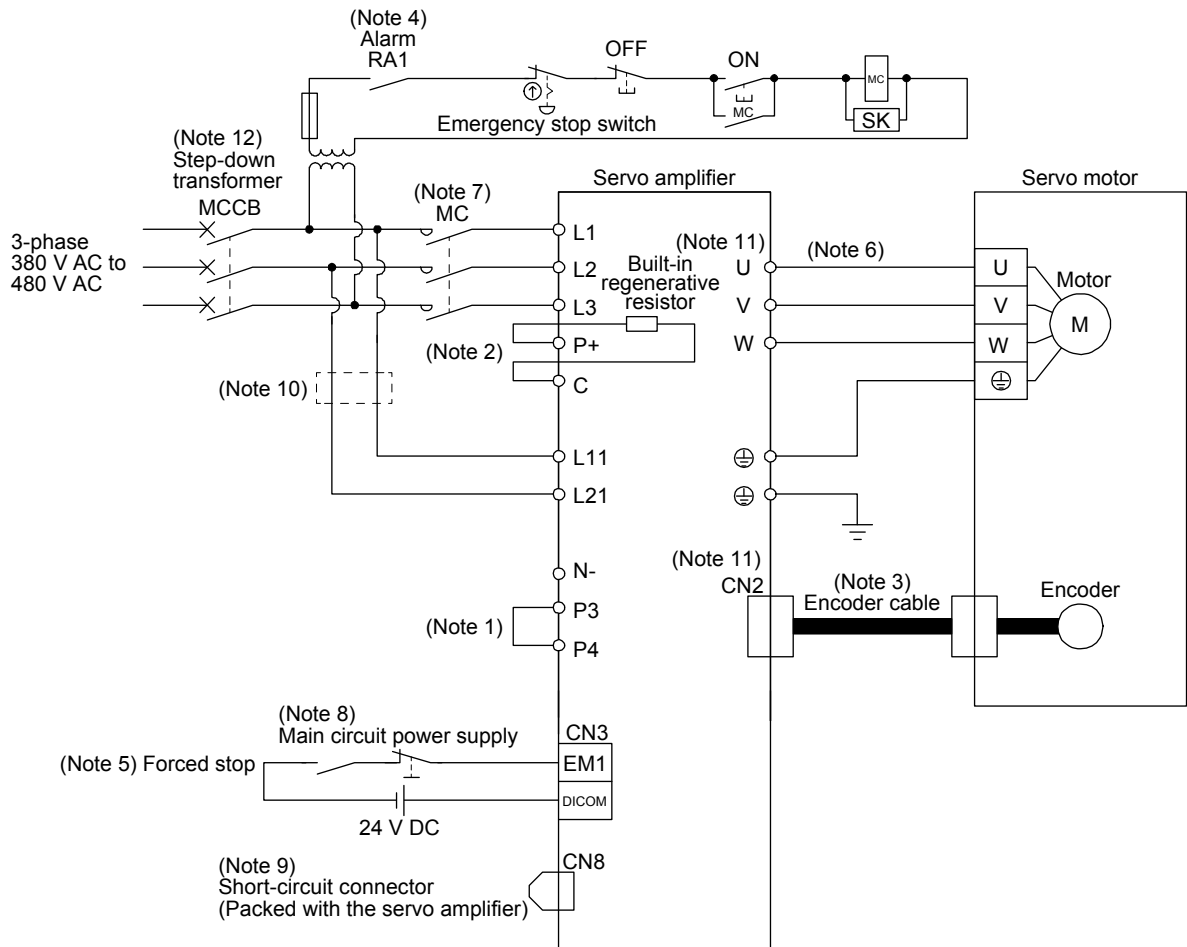 (Note 4)
Alarm
RA1
OFF
ON
MC
MC
SK
Emergency stop switch
(Note 12)
Step-down
transformer
MCCB
(Note 7)
MC
Servo amplifier
Servo motor
3-phase
380 V AC to
480 V AC
L1
L2
L3
(Note 11)
U
V
W
Built-in
regenerative
resistor
(Note 6)
U
V
W
Motor
M
(Note 2)
P+
C
(Note 10)
L11
L21
N-
(Note 1)
P3
P4
(Note 11)
CN2
(Note 3)
Encoder cable
Encoder
(Note 8)
Main circuit power supply
(Note 5) Forced stop
24 V DC
CN3
EM1
DICOM
(Note 9)
Short-circuit connector
(Packed with the servo amplifier)
CN8